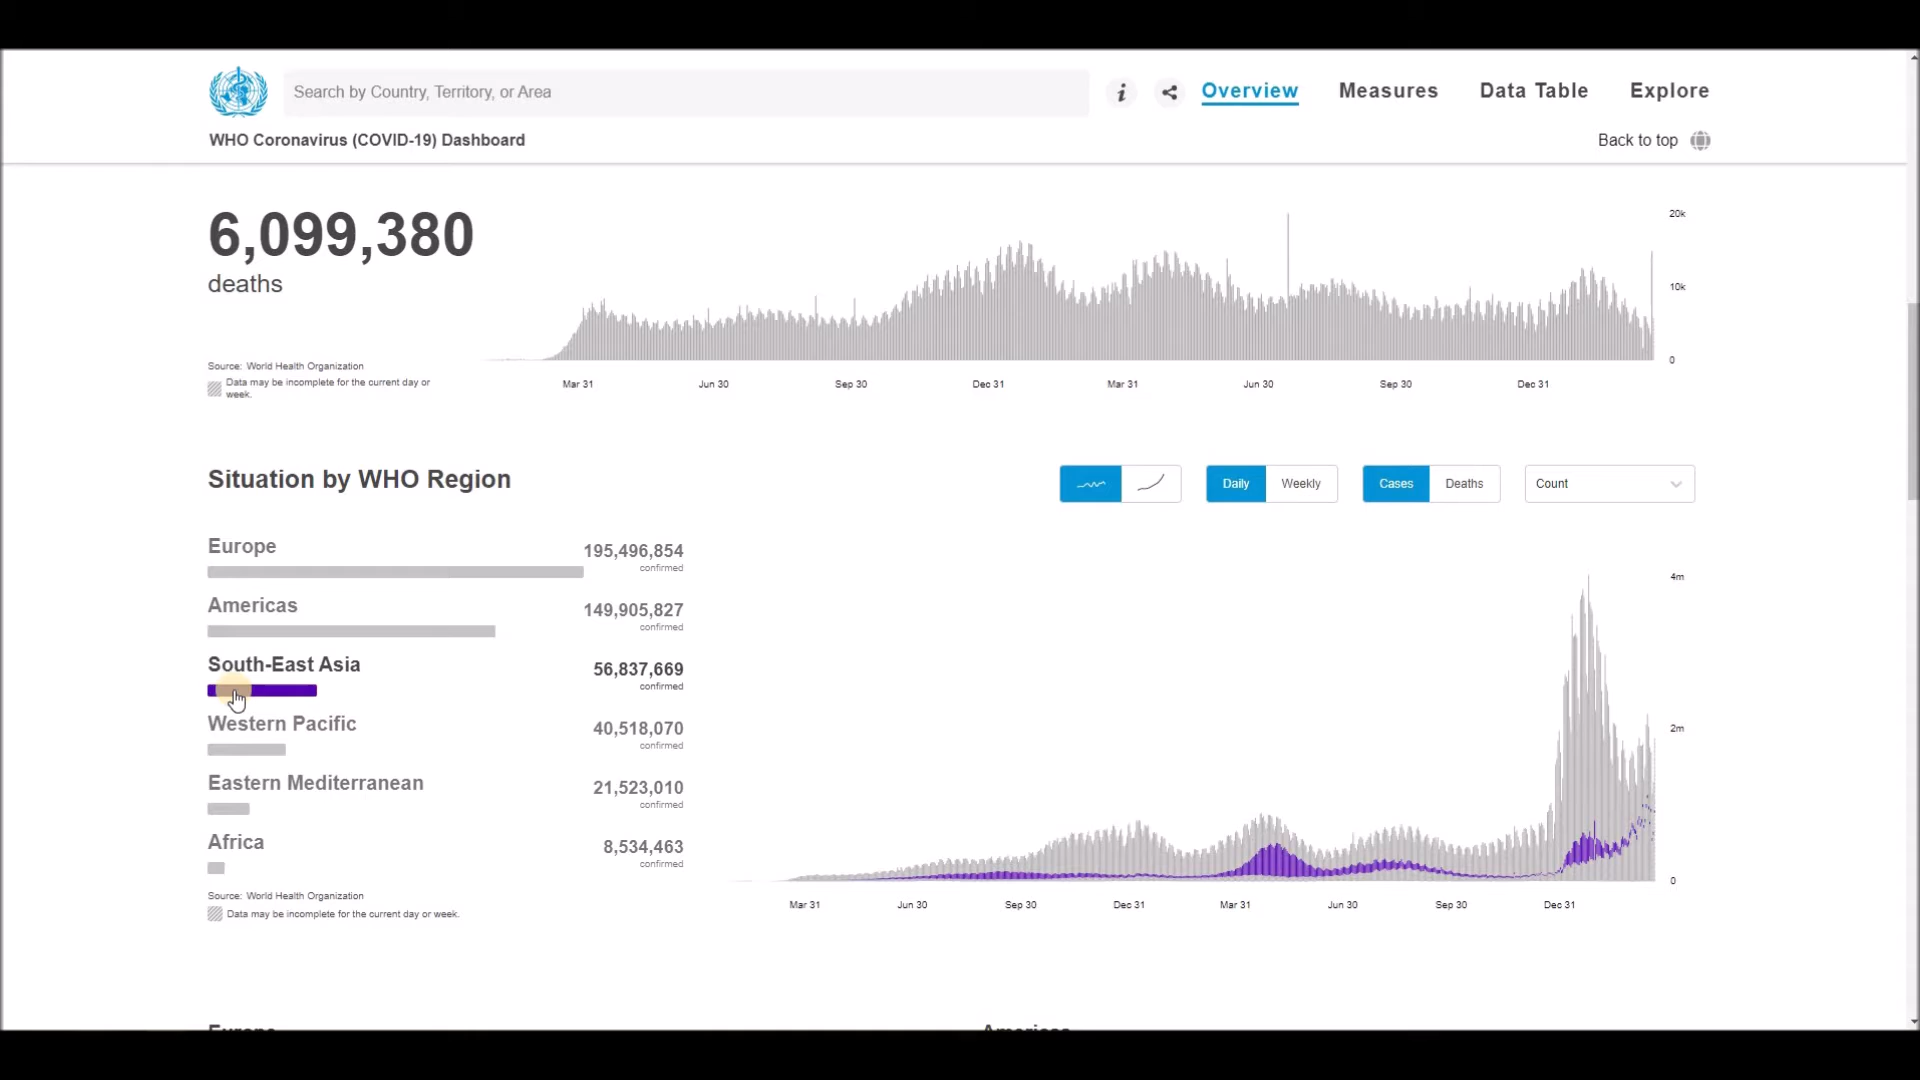 Search by Country, Territory, or Area
i
Overview
Measures
Data Table
Explore
WHO Coronavirus (COVID-19) Dashboard
Back to top
6,099,380
deaths
Source: World Health Organization
Data may be incomplete for the current day or
week.
20k
10k
0
Mar 31
Jun 30
Sep 30
Dec 31
Mar 31
Jun 30
Sep 30
Dec 31
Situation by WHO Region
Daily
Weekly
Cases
Deaths
Count
Europe
195,496,854
confirmed
Americas
149,905,827
confirmed
South-East Asia
56,837,669
confirmed
Western Pacific
40,518,070
confirmed
Eastern Mediterranean
21,523,010
confirmed
Africa
8,534,463
confirmed
Source: World Health Organization
Data may be incomplete for the current day or week.
4m
2m
0
Mar 31
Jun 30
Sep 30
Dec 31
Mar 31
Jun 30
Sep 30
Dec 31
Europe
Americas